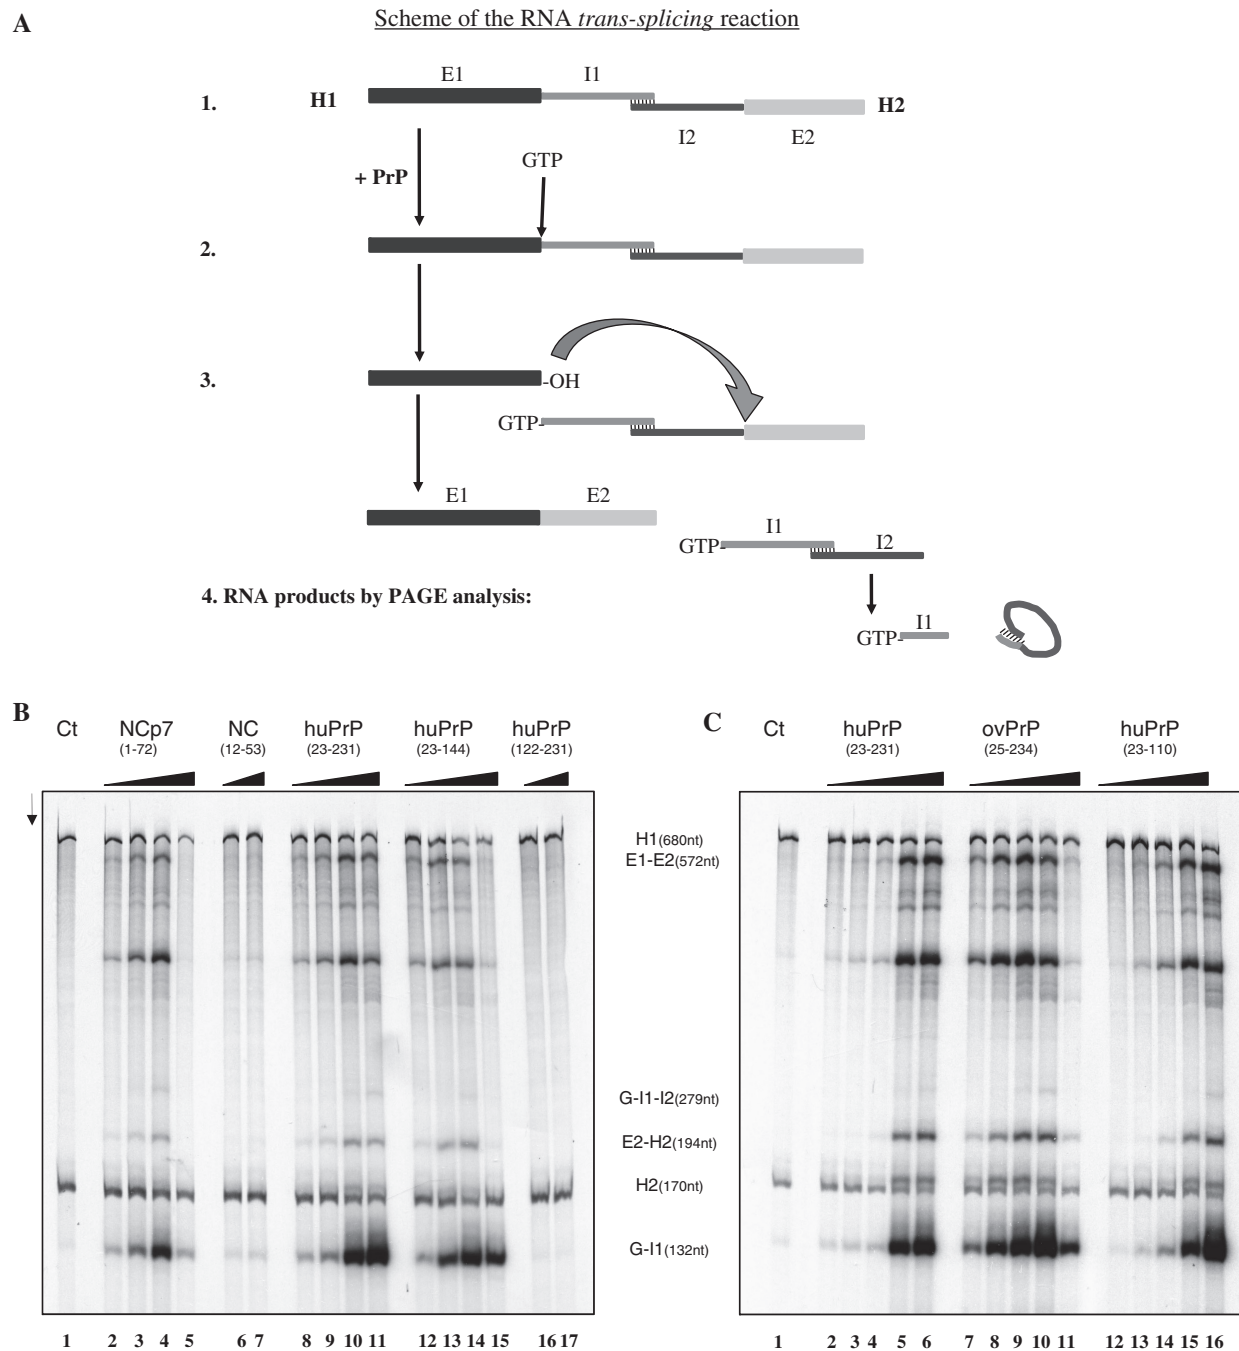 A
Scheme of the RNA trans-splicing reaction
E1 I1
1. H1 H2
I2 E2
GTP
+ PrP
2.
3.
-OH
GTP-
E1 E2
I1
GTP- I2
4. RNA products by PAGE analysis:
I1
GTP-
B
Ct NCp7 NC huPrP huPrP huPrP
(1-72) (12-53) (23-231) (23-144) (122-231)
C
Ct huPrP ovPrP huPrP
(23-231) (25-234) (23-110)
H1(680nt)
E1-E2(572nt)
G-I1-I2(279nt)
E2-H2(194nt)
H2(170nt)
G-I1(132nt)
1 2 3 4 5 6 7 8 9 10 11 12 13 14 15 16 17
1 2 3 4 5 6 7 8 9 10 11 12 13 14 15 16